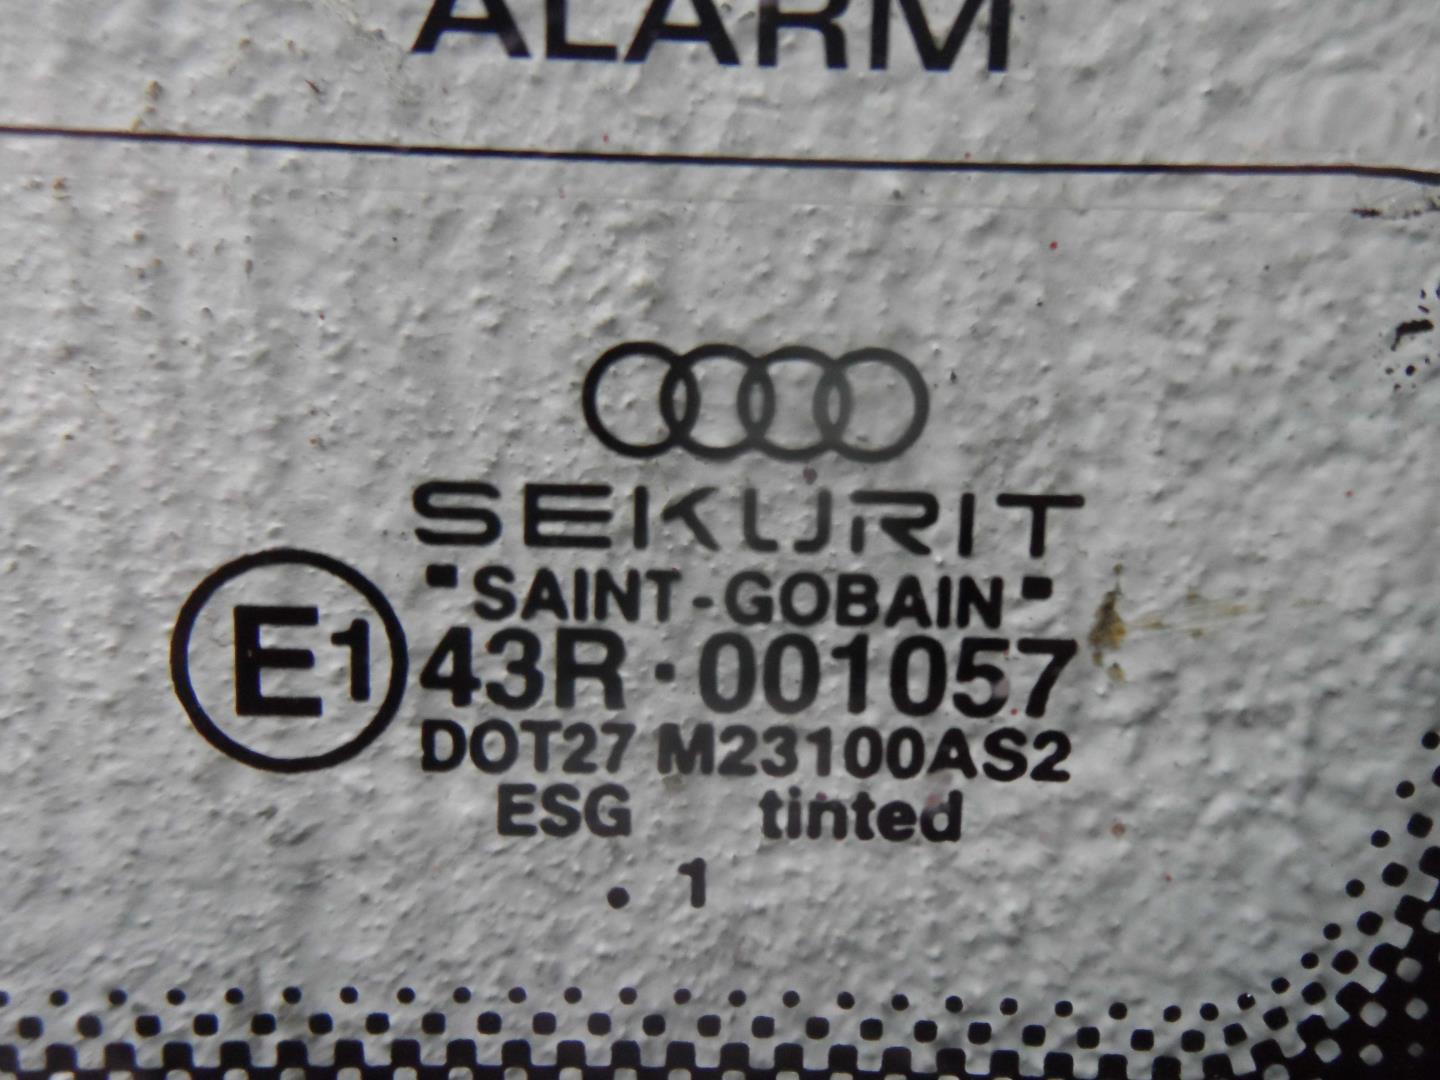 ALARM
SEKURIT
"SAINT-GOBAIN"
E1
43R·001057
DOT27 M23100AS2
ESG tinted
. 1